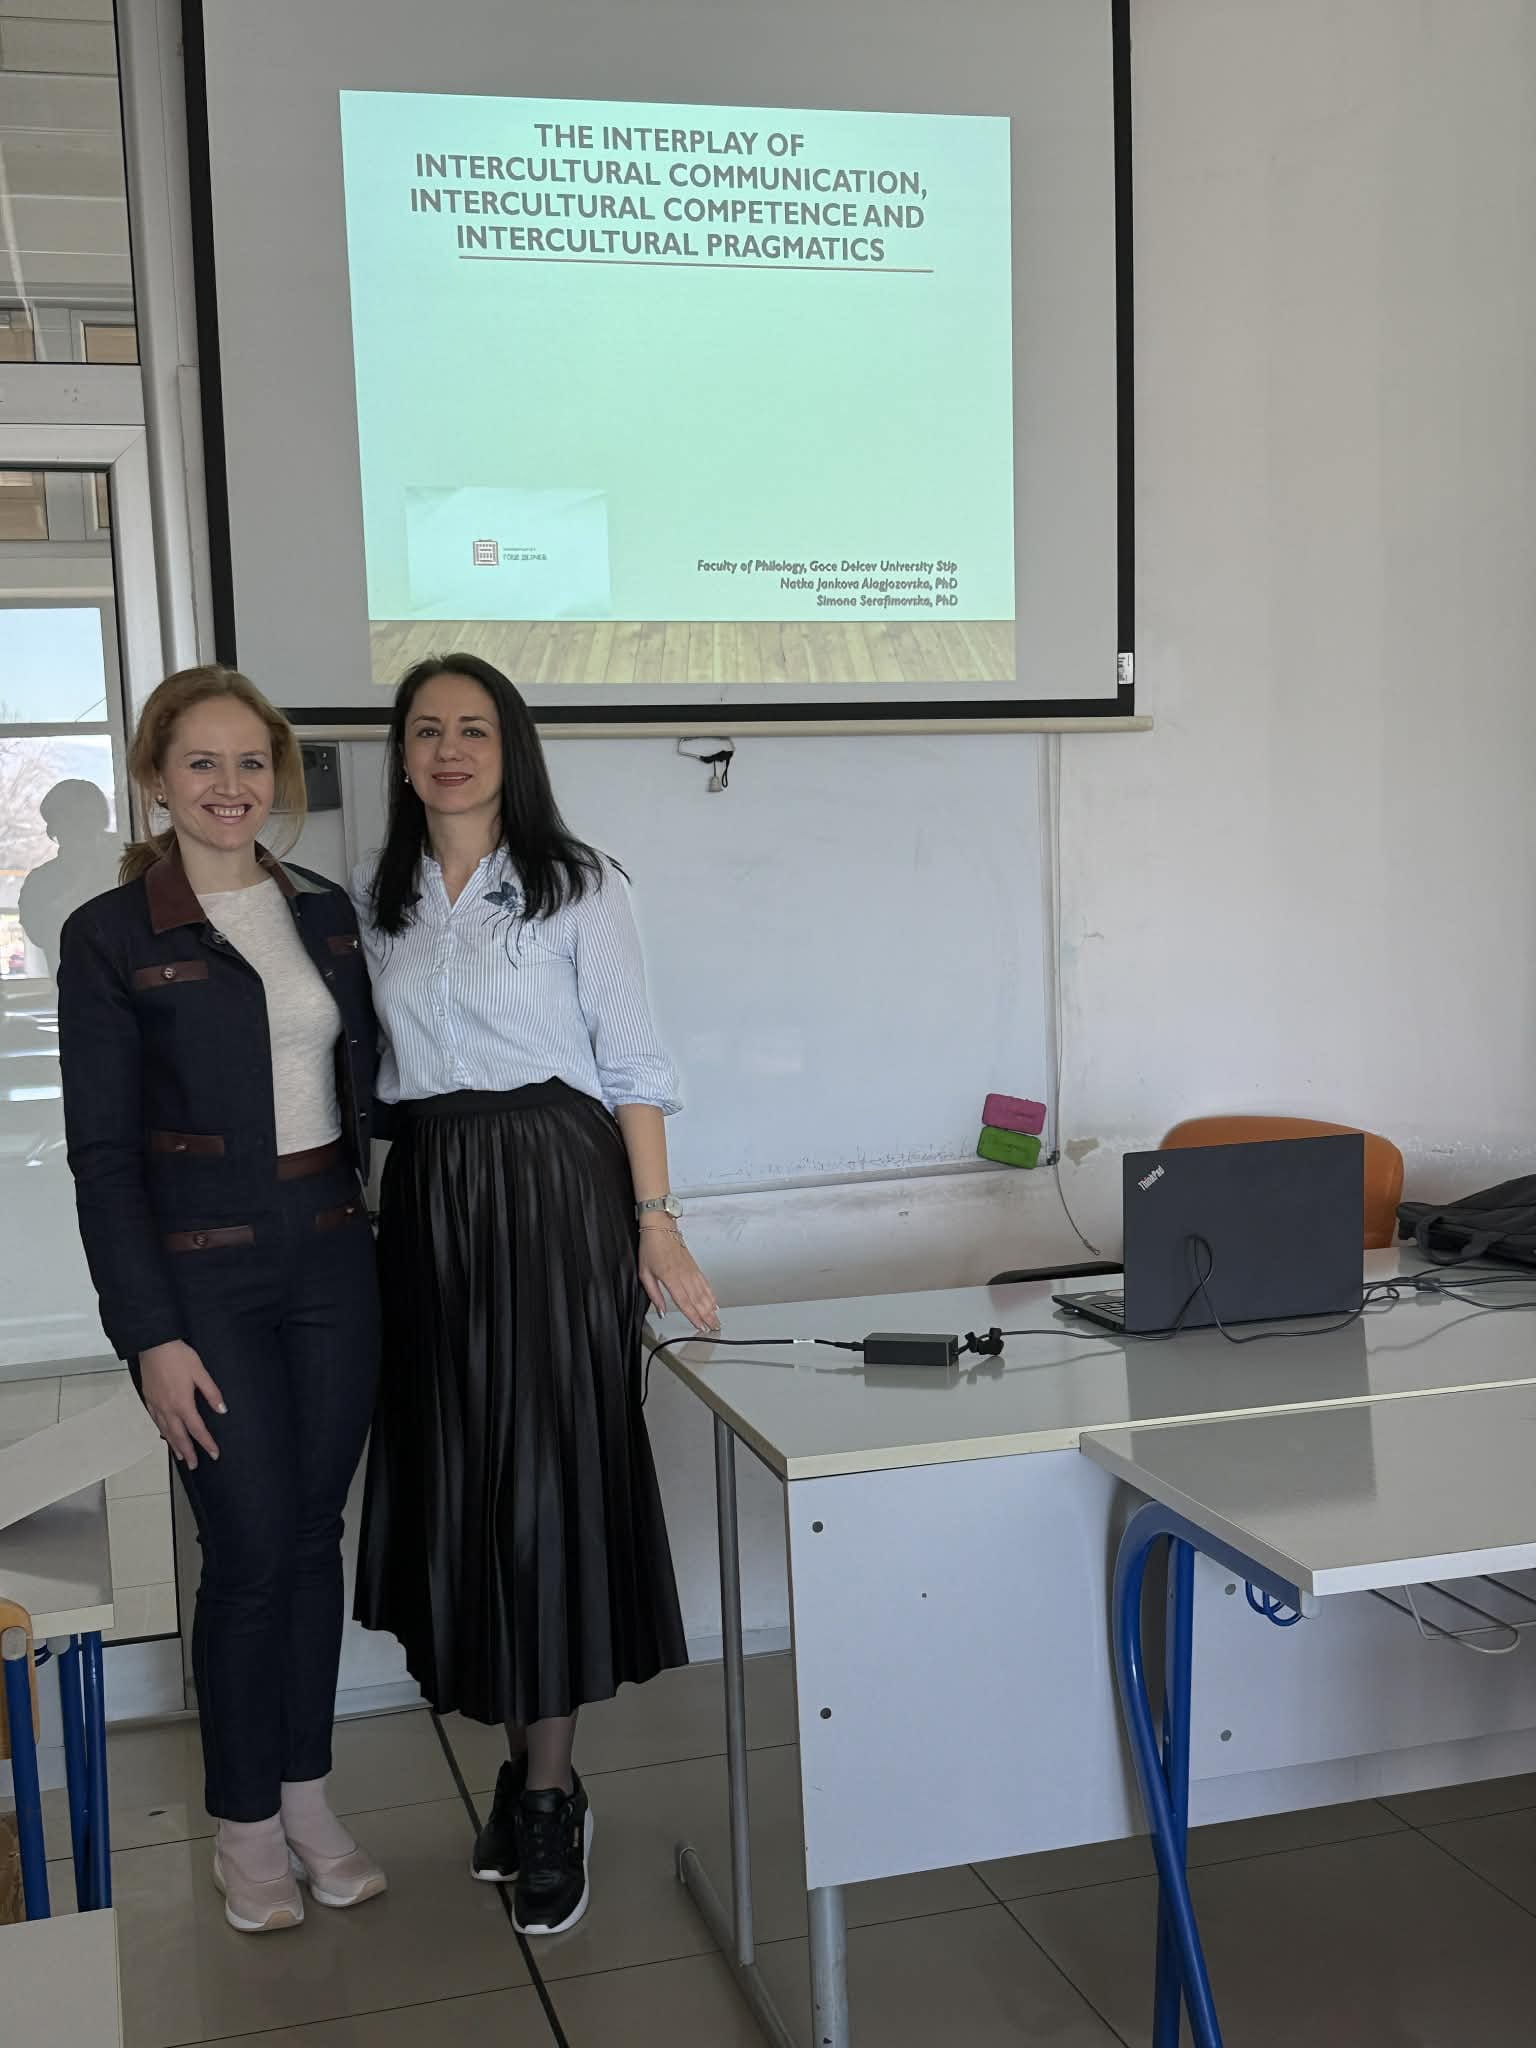 THE INTERPLAY OF
INTERCULTURAL COMMUNICATION,
INTERCULTURAL COMPETENCE AND
INTERCULTURAL PRAGMATICS
Faculty of Philology, Goce Delcev University Stip
Natka Jankova Alagjozovska, PhD
Simona Serafimovska, PhD
ThinkPad